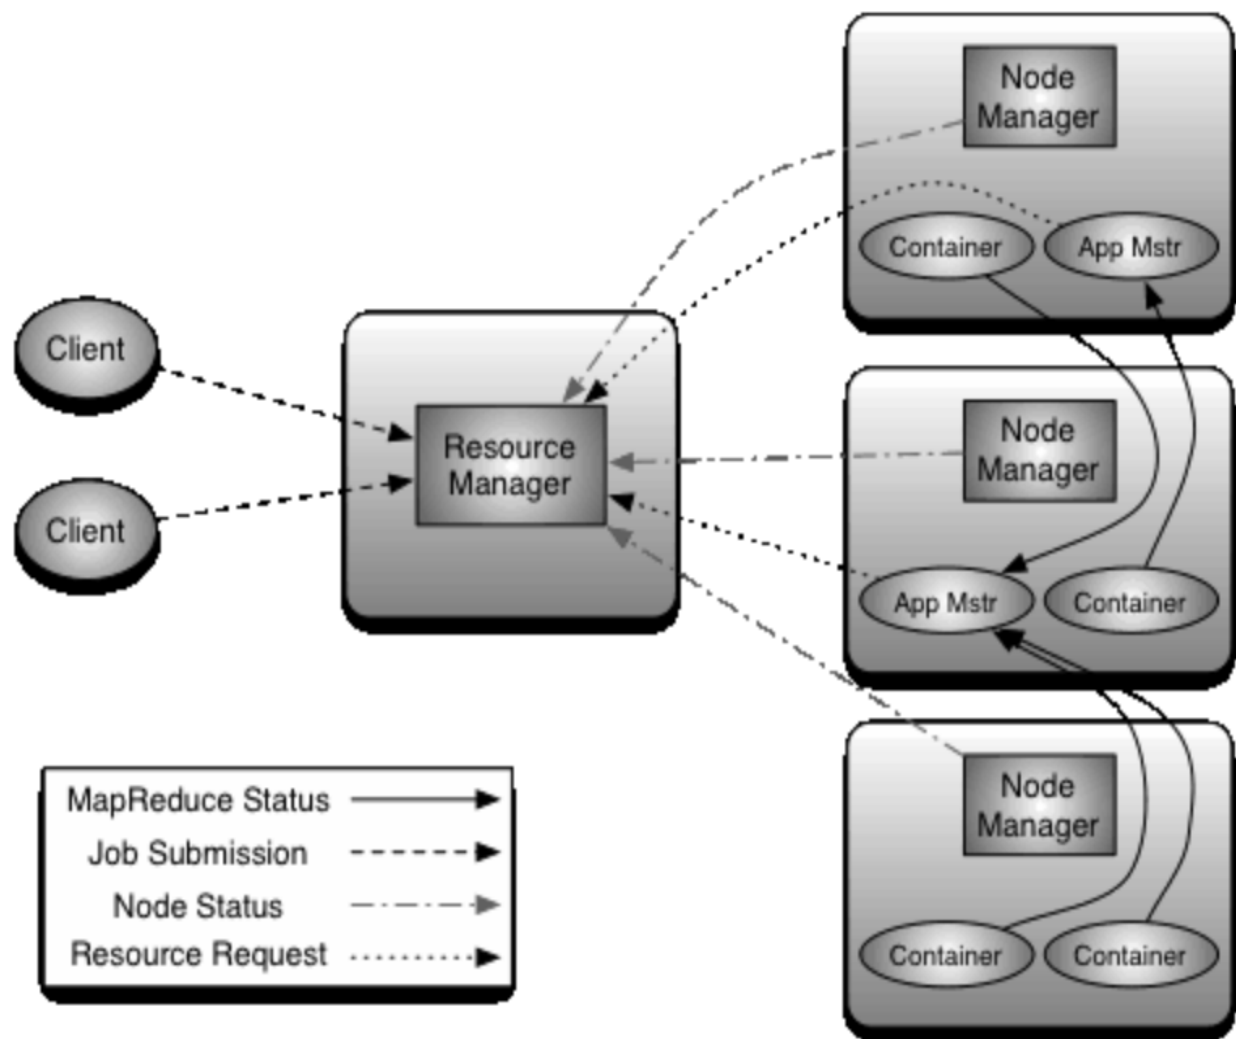 Node
Manager
Container
App Mstr
Client
Resource
Manager
Node
Manager
Client
App Mstr
Container
MapReduce Status
Job Submission
Node Status
Resource Request
Node
Manager
Container
Container